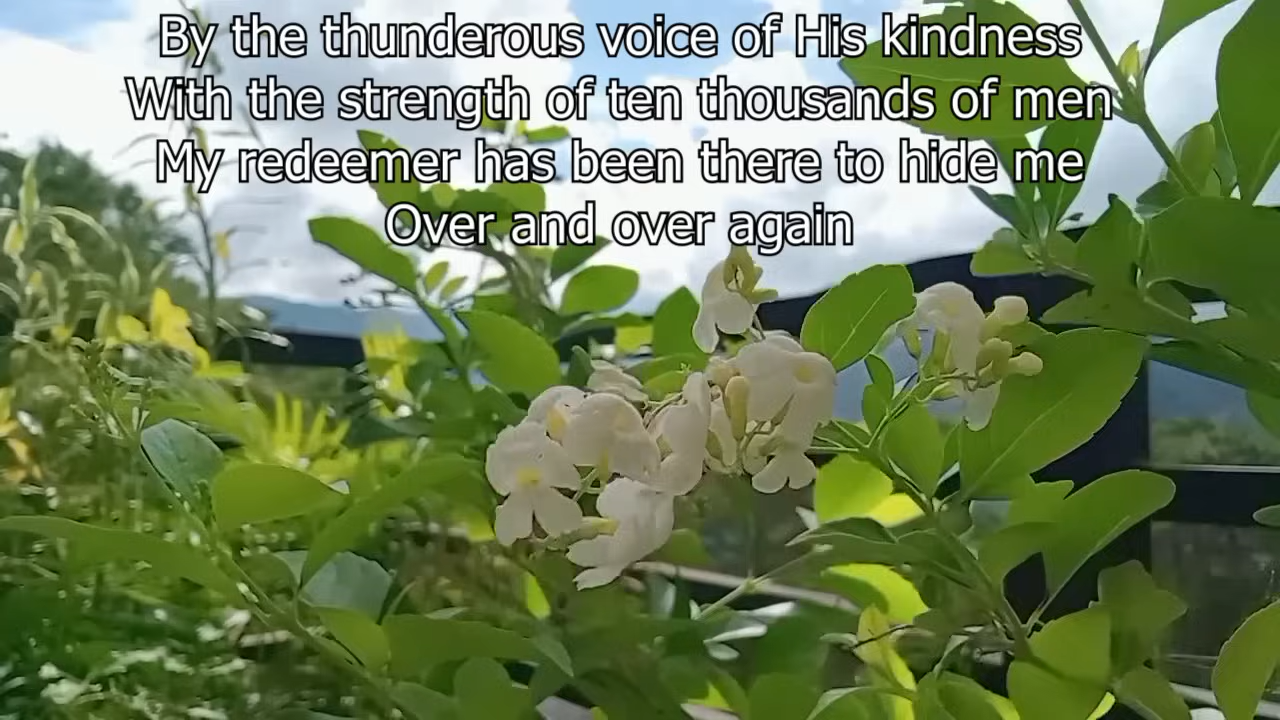 By the thunderous voice of His kindness
With the strength of ten thousands of men
My redeemer has been there to hide me
Over and over again